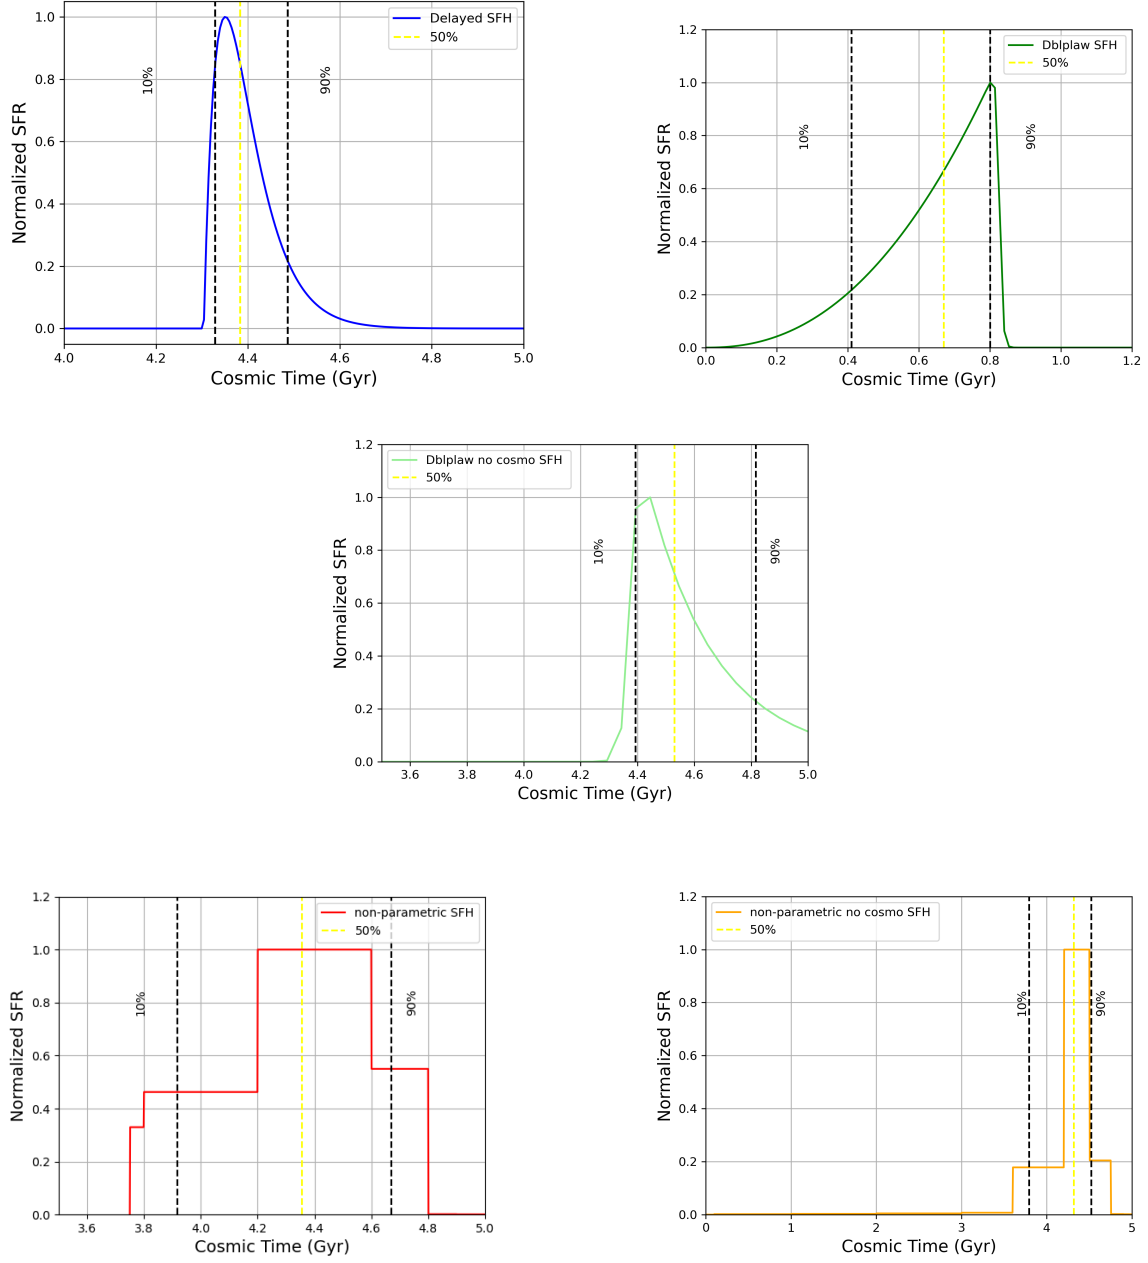 Delayed SFH
50%
10%
90%
1.0
0.8
0.6
0.4
0.2
0.0
Normalized SFR
4.0 4.2 4.4 4.6 4.8 5.0
Cosmic Time (Gyr)
Dblplaw SFH
50%
10%
90%
1.2
1.0
0.8
0.6
0.4
0.2
0.0
Normalized SFR
0.0 0.2 0.4 0.6 0.8 1.0 1.2
Cosmic Time (Gyr)
Dblplaw no cosmo SFH
50%
10%
90%
1.2
1.0
0.8
0.6
0.4
0.2
0.0
Normalized SFR
3.6 3.8 4.0 4.2 4.4 4.6 4.8 5.0
Cosmic Time (Gyr)
non-parametric SFH
50%
10%
90%
1.2
1.0
0.8
0.6
0.4
0.2
0.0
Normalized SFR
3.6 3.8 4.0 4.2 4.4 4.6 4.8 5.0
Cosmic Time (Gyr)
non-parametric no cosmo SFH
50%
10%
90%
1.2
1.0
0.8
0.6
0.4
0.2
0.0
Normalized SFR
0 1 2 3 4 5
Cosmic Time (Gyr)